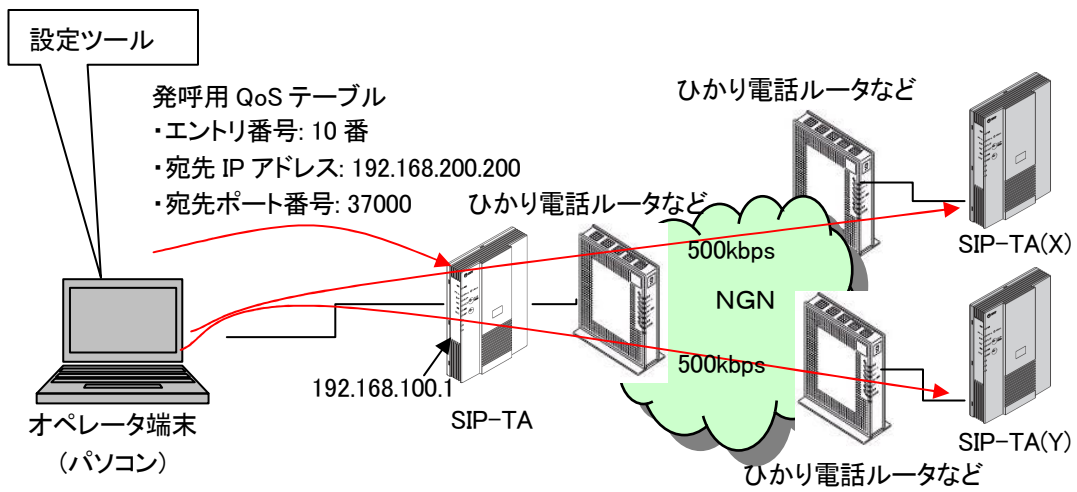 設定ツール
発呼用 QoS テーブル
・エントリ番号: 10 番
・宛先 IP アドレス: 192.168.200.200
・宛先ポート番号: 37000
ひかり電話ルータなど
ひかり電話ルータなど
500kbps
SIP-TA(X)
NGN
500kbps
192.168.100.1
SIP-TA
オペレータ端末
(パソコン)
SIP-TA(Y)
ひかり電話ルータなど